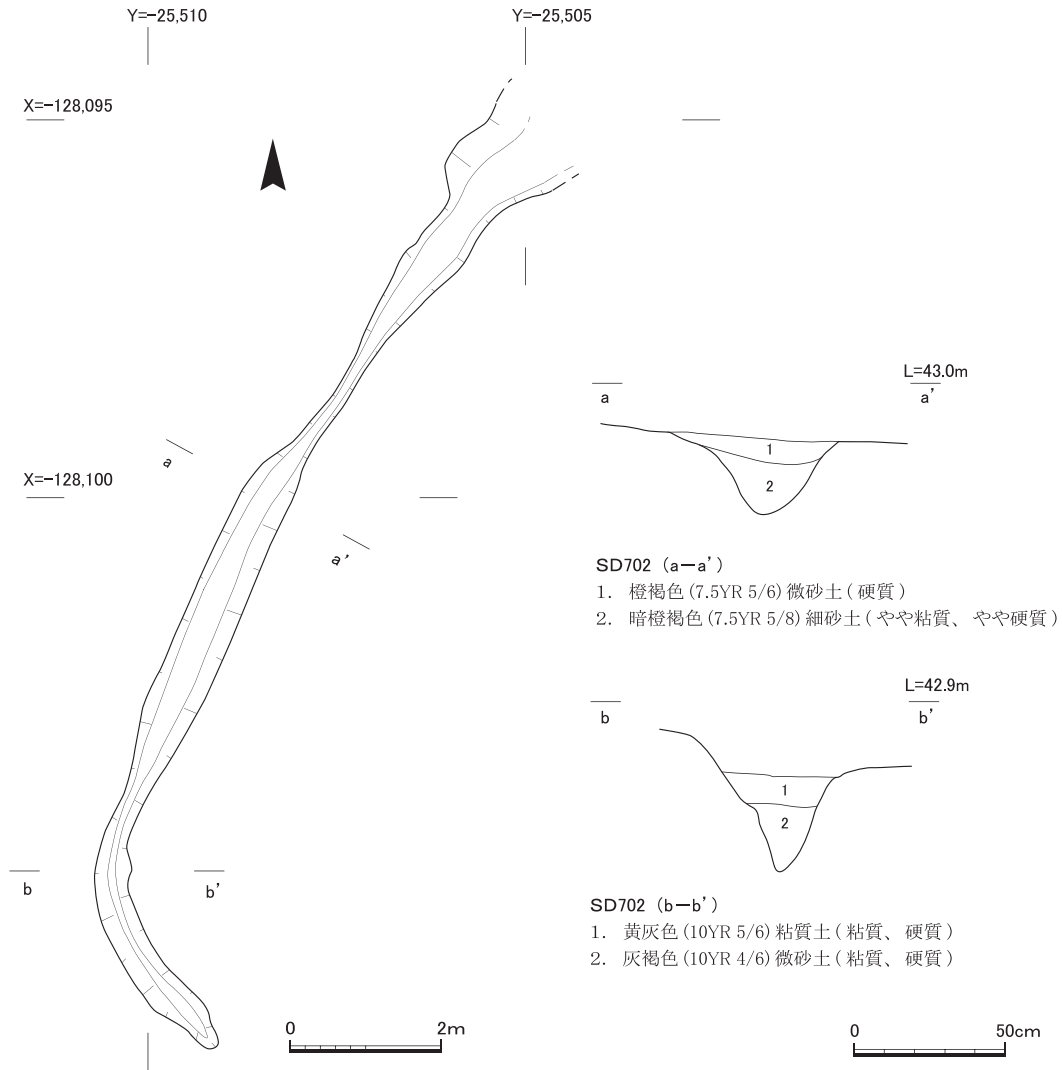 Y=-25,510
Y=-25,505
X=-128,095
X=-128,100
a
a'
b
b'
0 2m
L=43.0m
a
a'
1
2
SD702 (a-a')
1. 橙褐色 (7.5YR 5/6) 微砂土 ( 硬質 )
2. 暗橙褐色 (7.5YR 5/8) 細砂土 ( やや粘質、 やや硬質 )
L=42.9m
b
b'
1
2
SD702 (b-b')
1. 黄灰色 (10YR 5/6) 粘質土 ( 粘質、 硬質 )
2. 灰褐色 (10YR 4/6) 微砂土 ( 粘質、 硬質 )
0 50cm